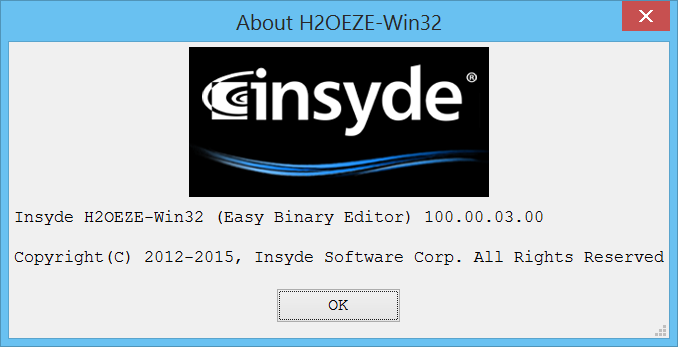 About H2OEZE-Win32
insyde®
Insyde H2OEZE-Win32 (Easy Binary Editor) 100.00.03.00
Copyright(C) 2012-2015, Insyde Software Corp. All Rights Reserved
OK